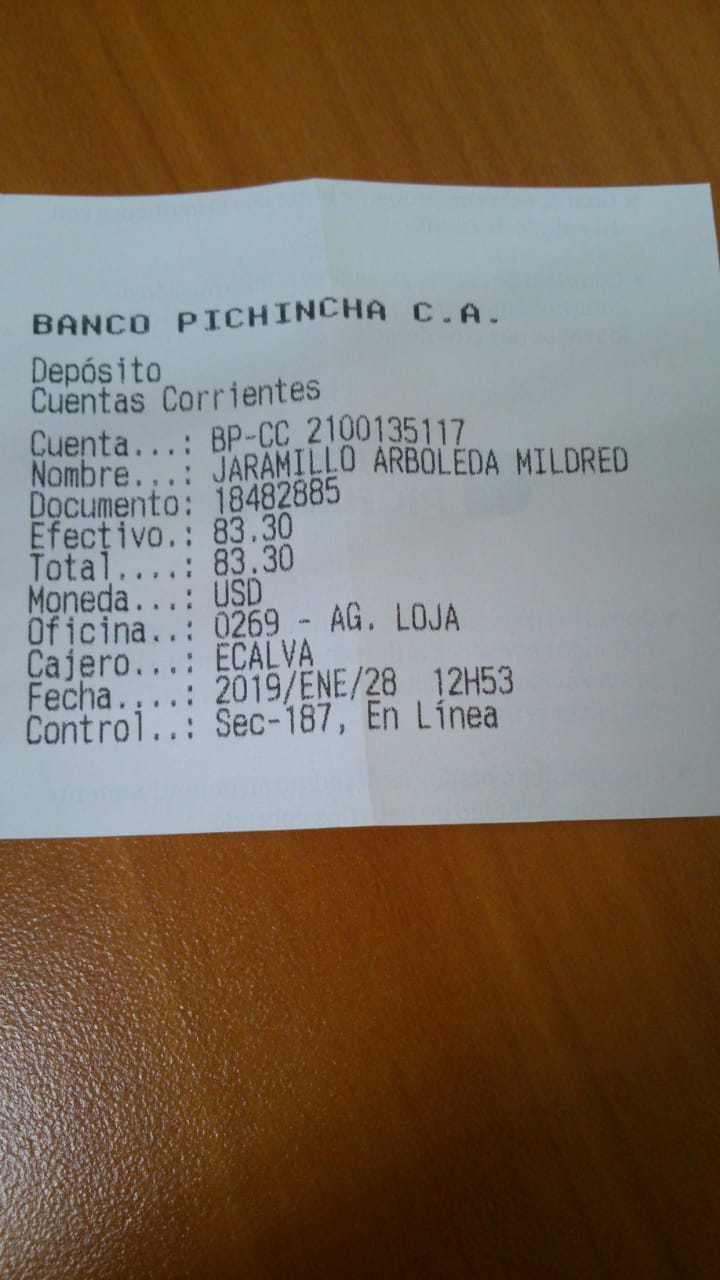 BANCO PICHINCHA C.A.
Depósito
Cuentas Corrientes
Cuenta...: BP-CC 2100135117
Nombre...: JARAMILLO ARBOLEDA MILDRED
Documento: 18482885
Efectivo.: 83.30
Total....: 83.30
Moneda...: USD
Oficina..: 0269 - AG. LOJA
Cajero...: ECALVA
Fecha....: 2019/ENE/28 12H53
Control..: Sec-187, En Línea